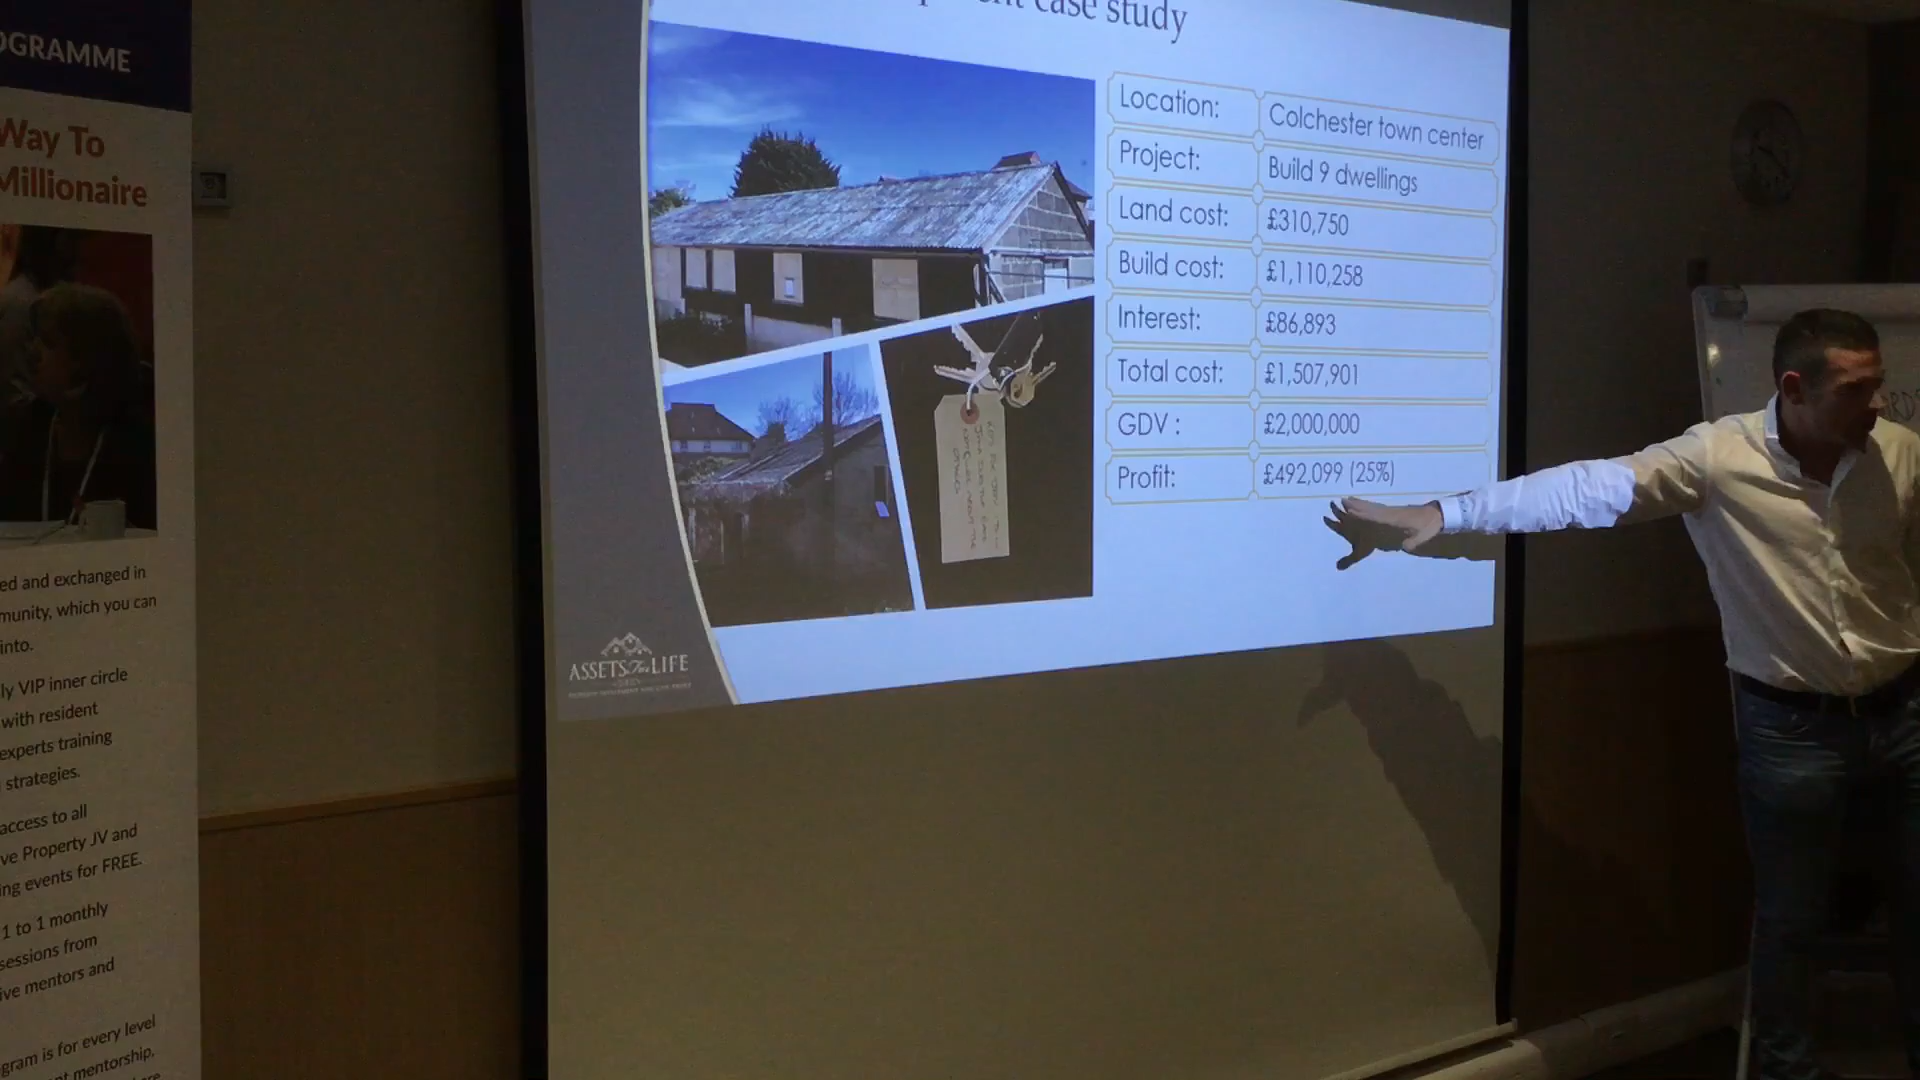 OGRAMME
Way To
Millionaire
ed and exchanged in
munity, which you can
into.
ly VIP inner circle
with resident
experts training
strategies.
access to all
ve Property JV and
ing events for FREE.
1 to 1 monthly
sessions from
ive mentors and
gram is for every level
nt mentorship,
case study
Location: Colchester town center
Project: Build 9 dwellings
Land cost: £310,750
Build cost: £1,110,258
Interest: £86,893
Total cost: £1,507,901
GDV : £2,000,000
Profit: £492,099 (25%)
ASSETS For LIFE